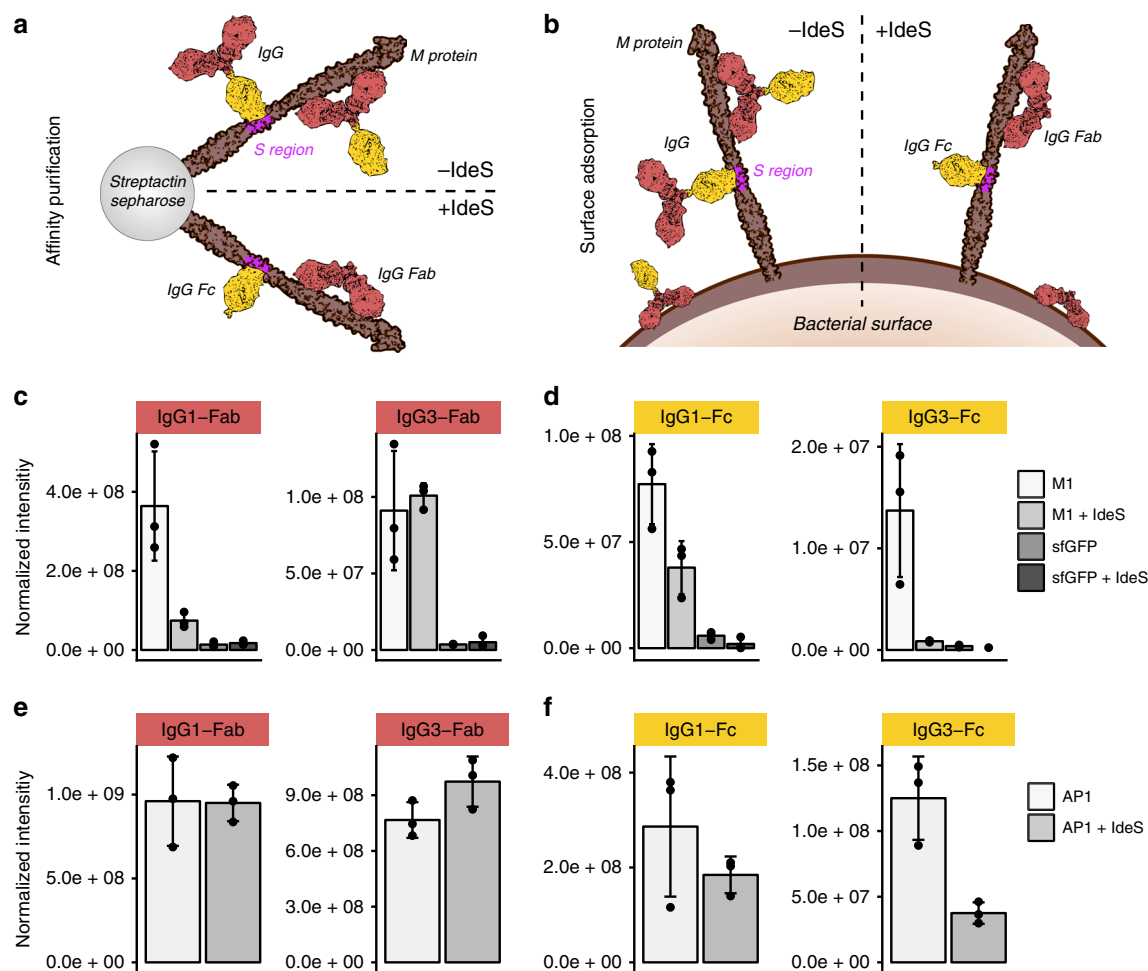 a
IgG
M protein
S region
Affinity purification
Streptactin
sepharose
–IdeS
+IdeS
IgG Fab
IgG Fc
b
–IdeS
+IdeS
M protein
IgG
S region
IgG Fc
IgG Fab
Surface adsorption
Bacterial surface
c
IgG1–Fab
IgG3–Fab
Normalized intensitiy
4.0e + 08
2.0e + 08
0.0e + 00
1.0e + 08
5.0e + 07
0.0e + 00
d
IgG1–Fc
IgG3–Fc
1.0e + 08
5.0e + 07
0.0e + 00
2.0e + 07
1.0e + 07
0.0e + 00
M1
M1 + IdeS
sfGFP
sfGFP + IdeS
e
IgG1–Fab
IgG3–Fab
Normalized intensitiy
1.0e + 09
5.0e + 08
0.0e + 00
9.0e + 08
6.0e + 08
3.0e + 08
0.0e + 00
f
IgG1–Fc
IgG3–Fc
4.0e + 08
2.0e + 08
0.0e + 00
1.5e + 08
1.0e + 08
5.0e + 07
0.0e + 00
AP1
AP1 + IdeS